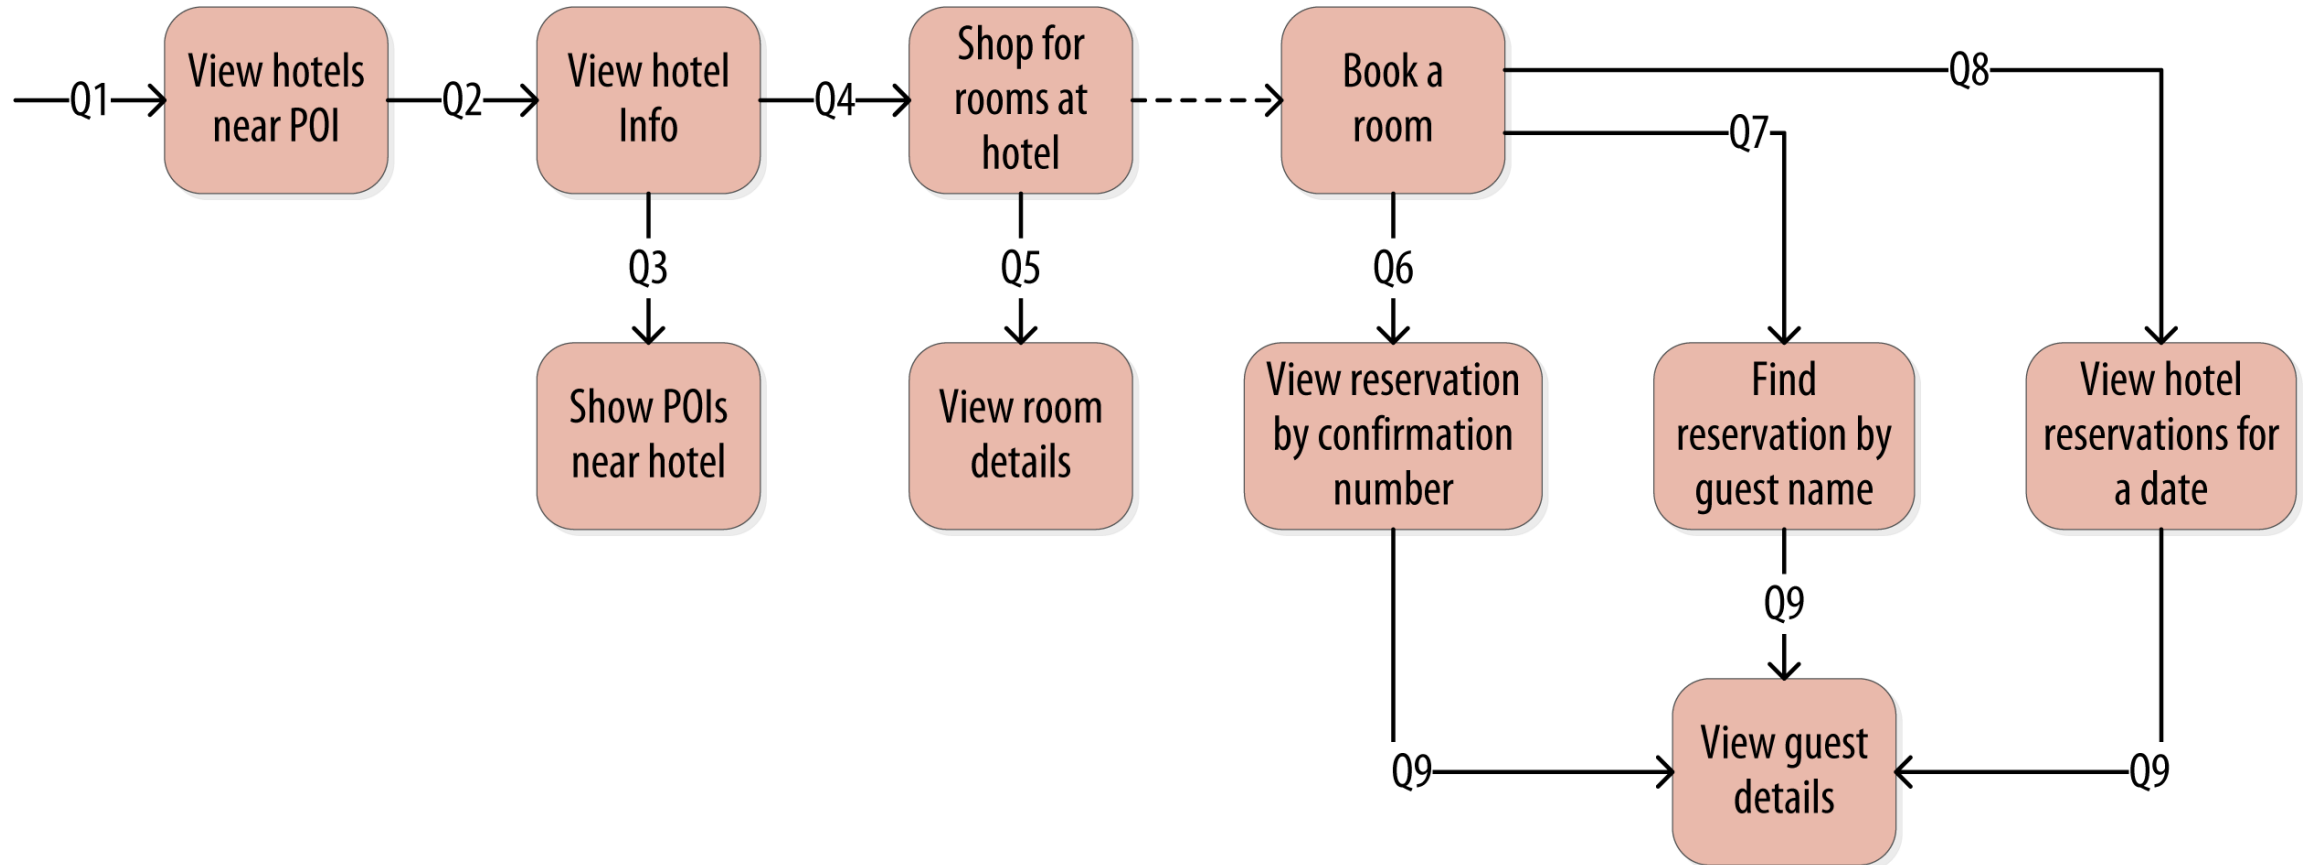 Q1
View hotels
near POI
Q2
View hotel
Info
Q4
Shop for
rooms at
hotel
Book a
room
Q8
Q7
Q3
Q5
Q6
Show POIs
near hotel
View room
details
View reservation
by confirmation
number
Find
reservation by
guest name
View hotel
reservations for
a date
Q9
Q9
View guest
details
Q9